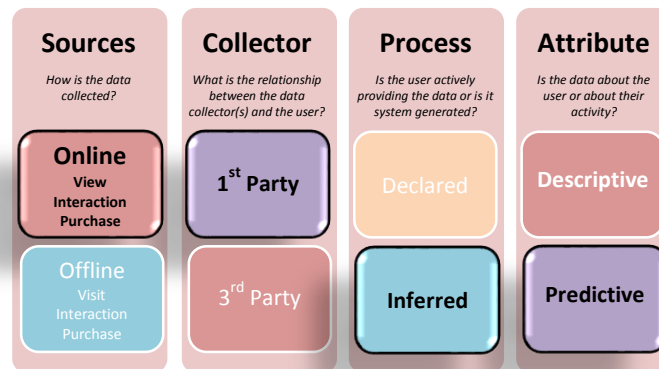 Sources
How is the data
collected?
Online
View
Interaction
Purchase
Offline
Visit
Interaction
Purchase
Collector
What is the relationship
between the data
collector(s) and the user?
1st Party
3rd Party
Process
Is the user actively
providing the data or is it
system generated?
Declared
Inferred
Attribute
Is the data about the
user or about their
activity?
Descriptive
Predictive